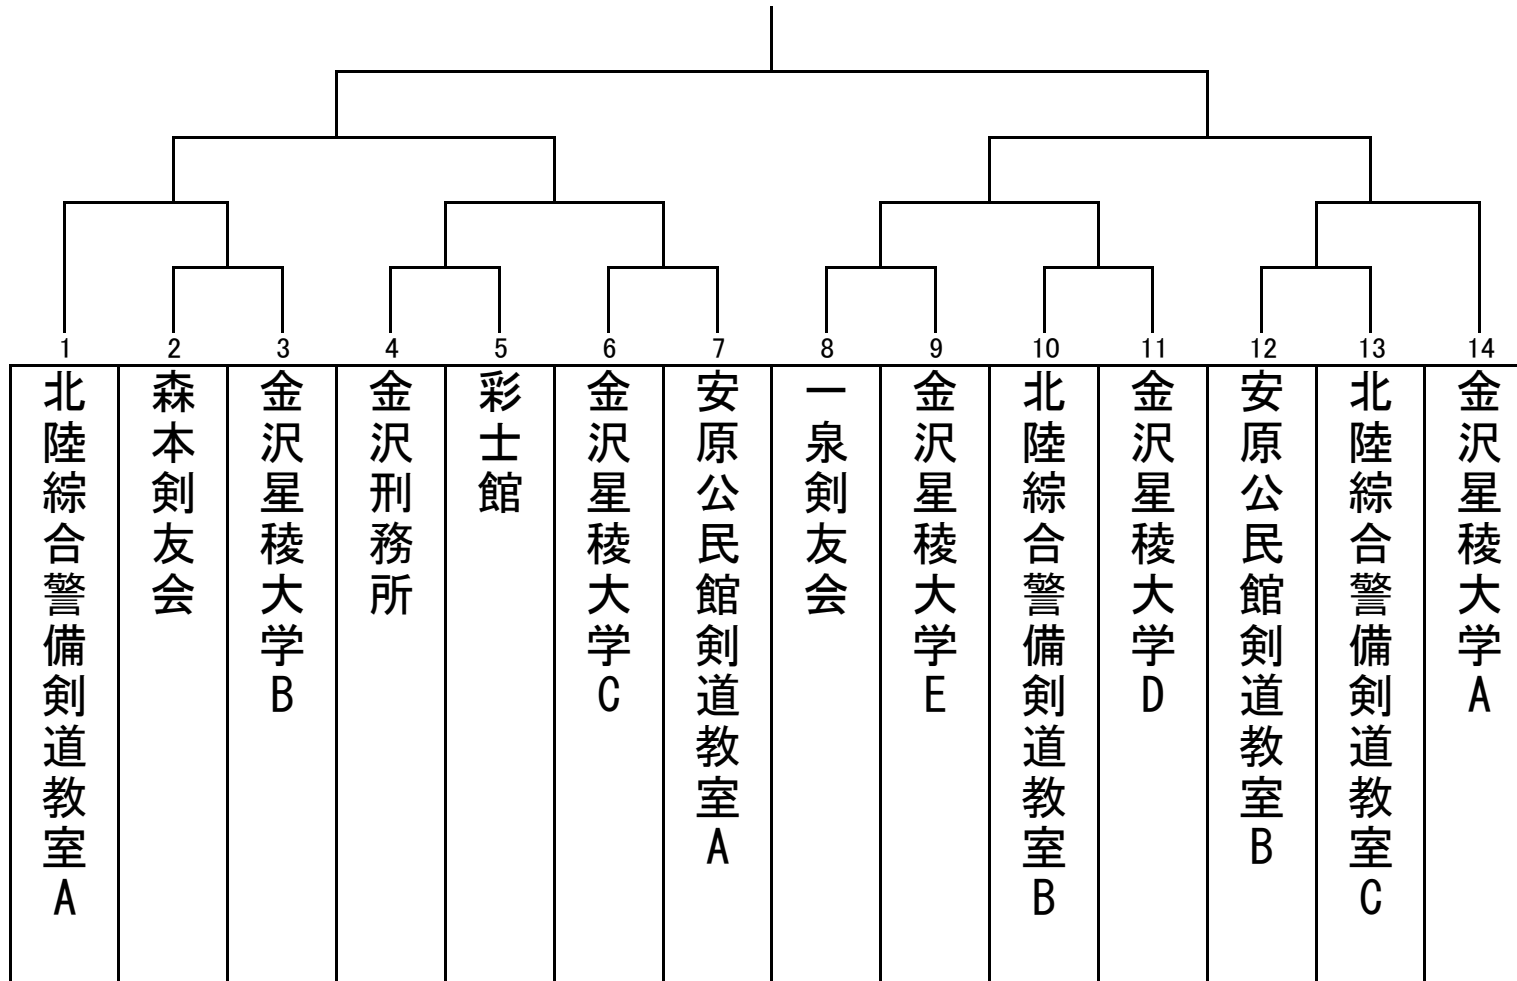 1
北陸綜合警備剣道教室A
2
森本剣友会
3
金沢星稜大学B
4
金沢刑務所
5
彩士館
6
金沢星稜大学C
7
安原公民館剣道教室A
8
一泉剣友会
9
金沢星稜大学E
10
北陸綜合警備剣道教室B
11
金沢星稜大学D
12
安原公民館剣道教室B
13
北陸綜合警備剣道教室C
14
金沢星稜大学A